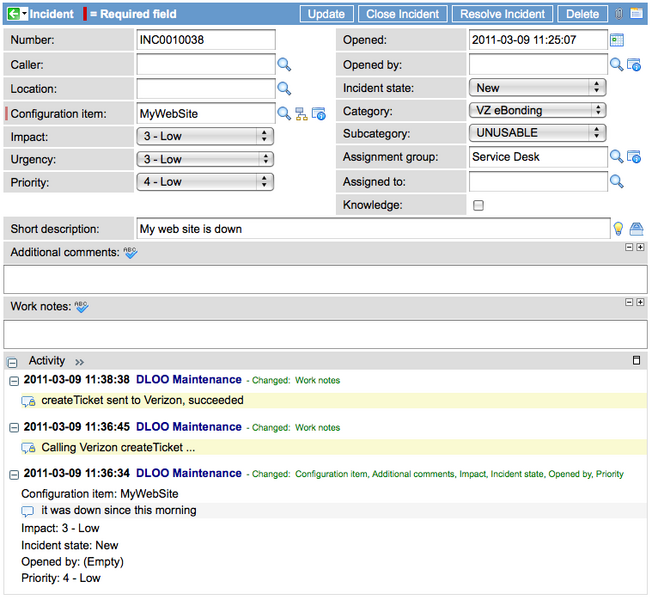 Incident = Required field Update Close Incident Resolve Incident Delete
Number: INC0010038 Opened: 2011-03-09 11:25:07
Caller: Opened by:
Location: Incident state: New
Configuration item: MyWebSite Category: VZ eBonding
Impact: 3 - Low Subcategory: UNUSABLE
Urgency: 3 - Low Assignment group: Service Desk
Priority: 4 - Low Assigned to:
Knowledge:
Short description: My web site is down
Additional comments: ABC
Work notes: ABC
Activity >>
2011-03-09 11:38:38 DLOO Maintenance - Changed: Work notes
createTicket sent to Verizon, succeeded
2011-03-09 11:36:45 DLOO Maintenance - Changed: Work notes
Calling Verizon createTicket ...
2011-03-09 11:36:34 DLOO Maintenance - Changed: Configuration item, Additional comments, Impact, Incident state, Opened by, Priority
Configuration item: MyWebSite
it was down since this morning
Impact: 3 - Low
Incident state: New
Opened by: (Empty)
Priority: 4 - Low